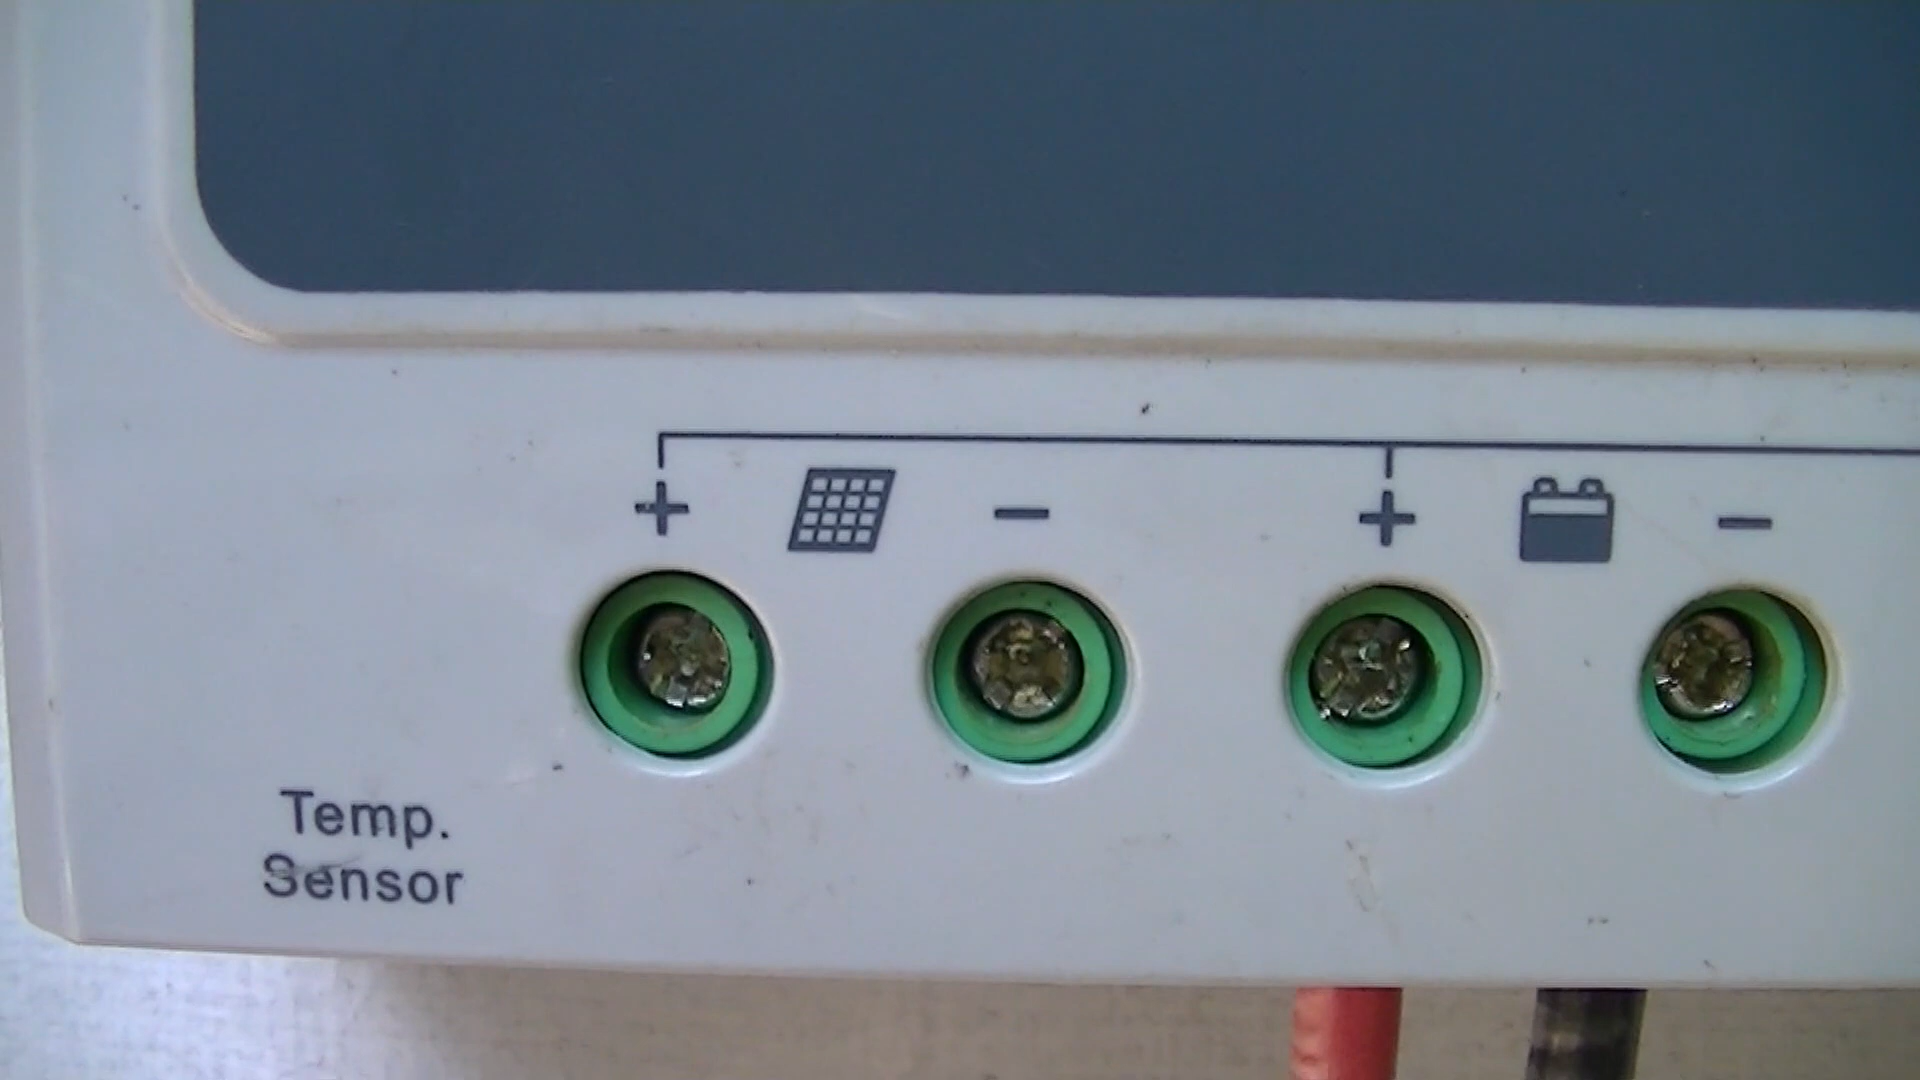 + − + −
Temp.
Sensor